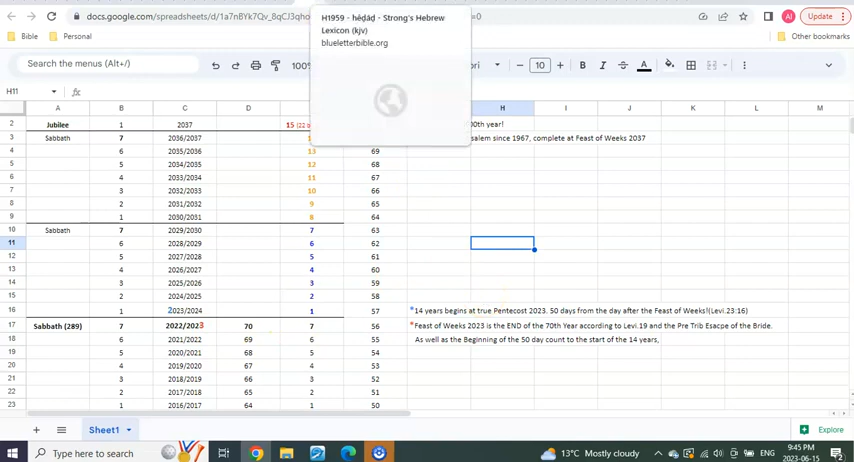 docs.google.com/spreadsheets/d/1a7nBYk7Qv_8qCJ3qho
=0
AI
Update
Bible
Personal
Other bookmarks
H1959 - hêḏāḏ - Strong's Hebrew
Lexicon (kjv)
blueletterbible.org
Search the menus (Alt+/)
100%
10
B I A
H11
fx
A B C D H I J K L M
2 Jubilee 1 2037 15 (22 b 0th year!
3 Sabbath 7 2036/2037 salem since 1967, complete at Feast of Weeks 2037
4 6 2035/2036 13 69
5 5 2034/2035 12 68
6 4 2033/2034 11 67
7 3 2032/2033 10 66
8 2 2031/2032 9 65
9 1 2030/2031 8 64
10 Sabbath 7 2029/2030 7 63
11 6 2028/2029 6 62
12 5 2027/2028 5 61
13 4 2026/2027 4 60
14 3 2025/2026 3 59
15 2 2024/2025 2 58
16 1 2023/2024 1 57 *14 years begins at true Pentecost 2023. 50 days from the day after the Feast of Weeks!(Levi.23:16)
17 Sabbath (289) 7 2022/2023 70 7 56 *Feast of Weeks 2023 is the END of the 70th Year according to Levi.19 and the Pre Trib Esacpe of the Bride.
18 6 2021/2022 69 6 55 As well as the Beginning of the 50 day count to the start of the 14 years,
19 5 2020/2021 68 5 54
20 4 2019/2020 67 4 53
21 3 2018/2019 66 3 52
22 2 2017/2018 65 2 51
23 1 2016/2017 64 1 50
Sheet1
Explore
Type here to search
13°C Mostly cloudy
ENG
9:45 PM
2023-06-15
2